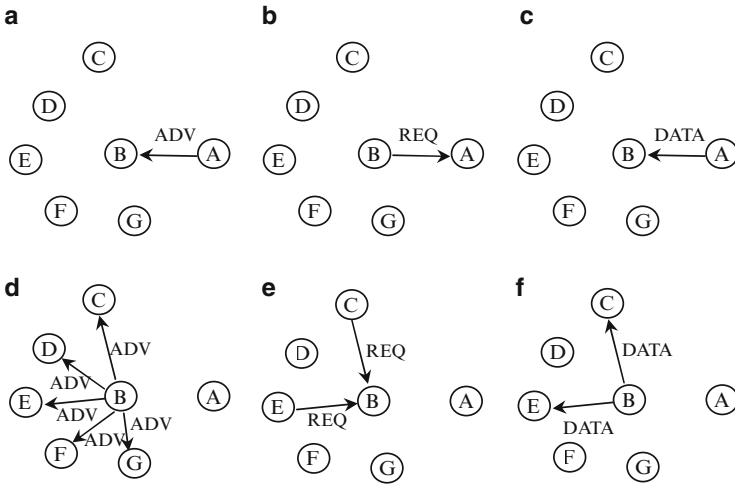 a b c
C C C
D D D
ADV REQ DATA
E B A E B A E B A
F G F G F G
d e f
C C C
D ADV D REQ D DATA
ADV
E ADV B A E REQ B A E DATA B A
ADV ADV
F G F G F G